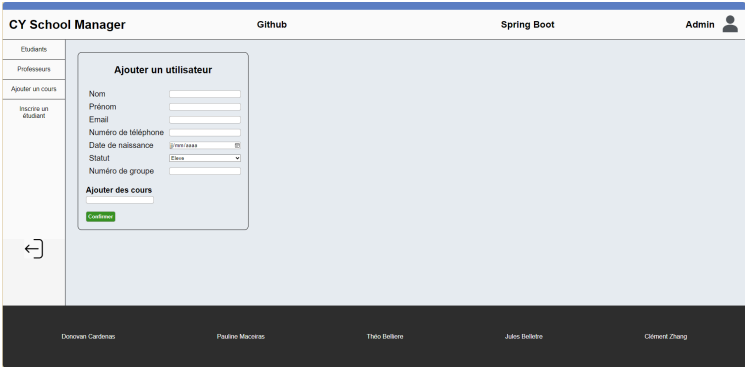 CY School Manager Github Spring Boot Admin
Etudiants
Professeurs
Ajouter un cours
Inscrire un
étudiant
Ajouter un utilisateur
Nom
Prénom
Email
Numéro de téléphone
Date de naissance jj/mm/aaaa
Statut Eleve
Numéro de groupe
Ajouter des cours
Confirmer
Donovan Cardenas Pauline Maceiras Théo Belliere Jules Belletre Clément Zhang